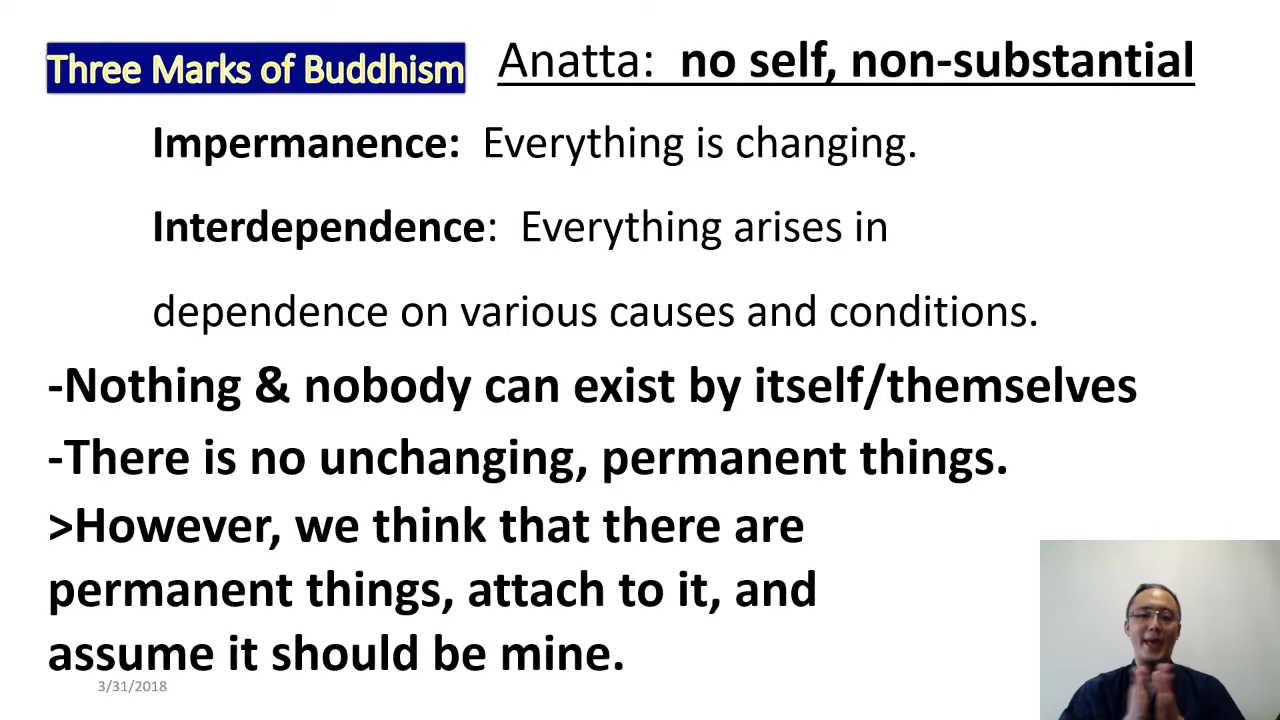 Three Marks of Buddhism
Anatta: no self, non-substantial
Impermanence: Everything is changing.
Interdependence: Everything arises in
dependence on various causes and conditions.
-Nothing & nobody can exist by itself/themselves
-There is no unchanging, permanent things.
>However, we think that there are
permanent things, attach to it, and
assume it should be mine.
3/31/2018